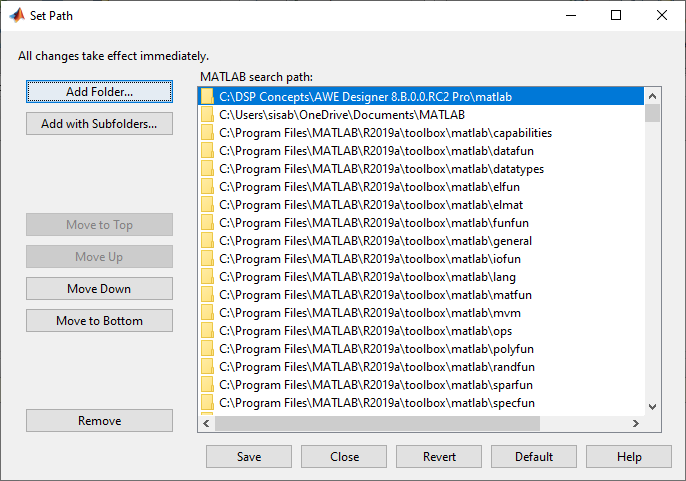 Set Path
All changes take effect immediately.
Add Folder...
Add with Subfolders...
Move to Top
Move Up
Move Down
Move to Bottom
Remove
MATLAB search path:
C:\DSP Concepts\AWE Designer 8.B.0.0.RC2 Pro\matlab
C:\Users\sisab\OneDrive\Documents\MATLAB
C:\Program Files\MATLAB\R2019a\toolbox\matlab\capabilities
C:\Program Files\MATLAB\R2019a\toolbox\matlab\datafun
C:\Program Files\MATLAB\R2019a\toolbox\matlab\datatypes
C:\Program Files\MATLAB\R2019a\toolbox\matlab\elfun
C:\Program Files\MATLAB\R2019a\toolbox\matlab\elmat
C:\Program Files\MATLAB\R2019a\toolbox\matlab\funfun
C:\Program Files\MATLAB\R2019a\toolbox\matlab\general
C:\Program Files\MATLAB\R2019a\toolbox\matlab\iofun
C:\Program Files\MATLAB\R2019a\toolbox\matlab\lang
C:\Program Files\MATLAB\R2019a\toolbox\matlab\matfun
C:\Program Files\MATLAB\R2019a\toolbox\matlab\mvm
C:\Program Files\MATLAB\R2019a\toolbox\matlab\ops
C:\Program Files\MATLAB\R2019a\toolbox\matlab\polyfun
C:\Program Files\MATLAB\R2019a\toolbox\matlab\randfun
C:\Program Files\MATLAB\R2019a\toolbox\matlab\sparfun
C:\Program Files\MATLAB\R2019a\toolbox\matlab\specfun
Save
Close
Revert
Default
Help